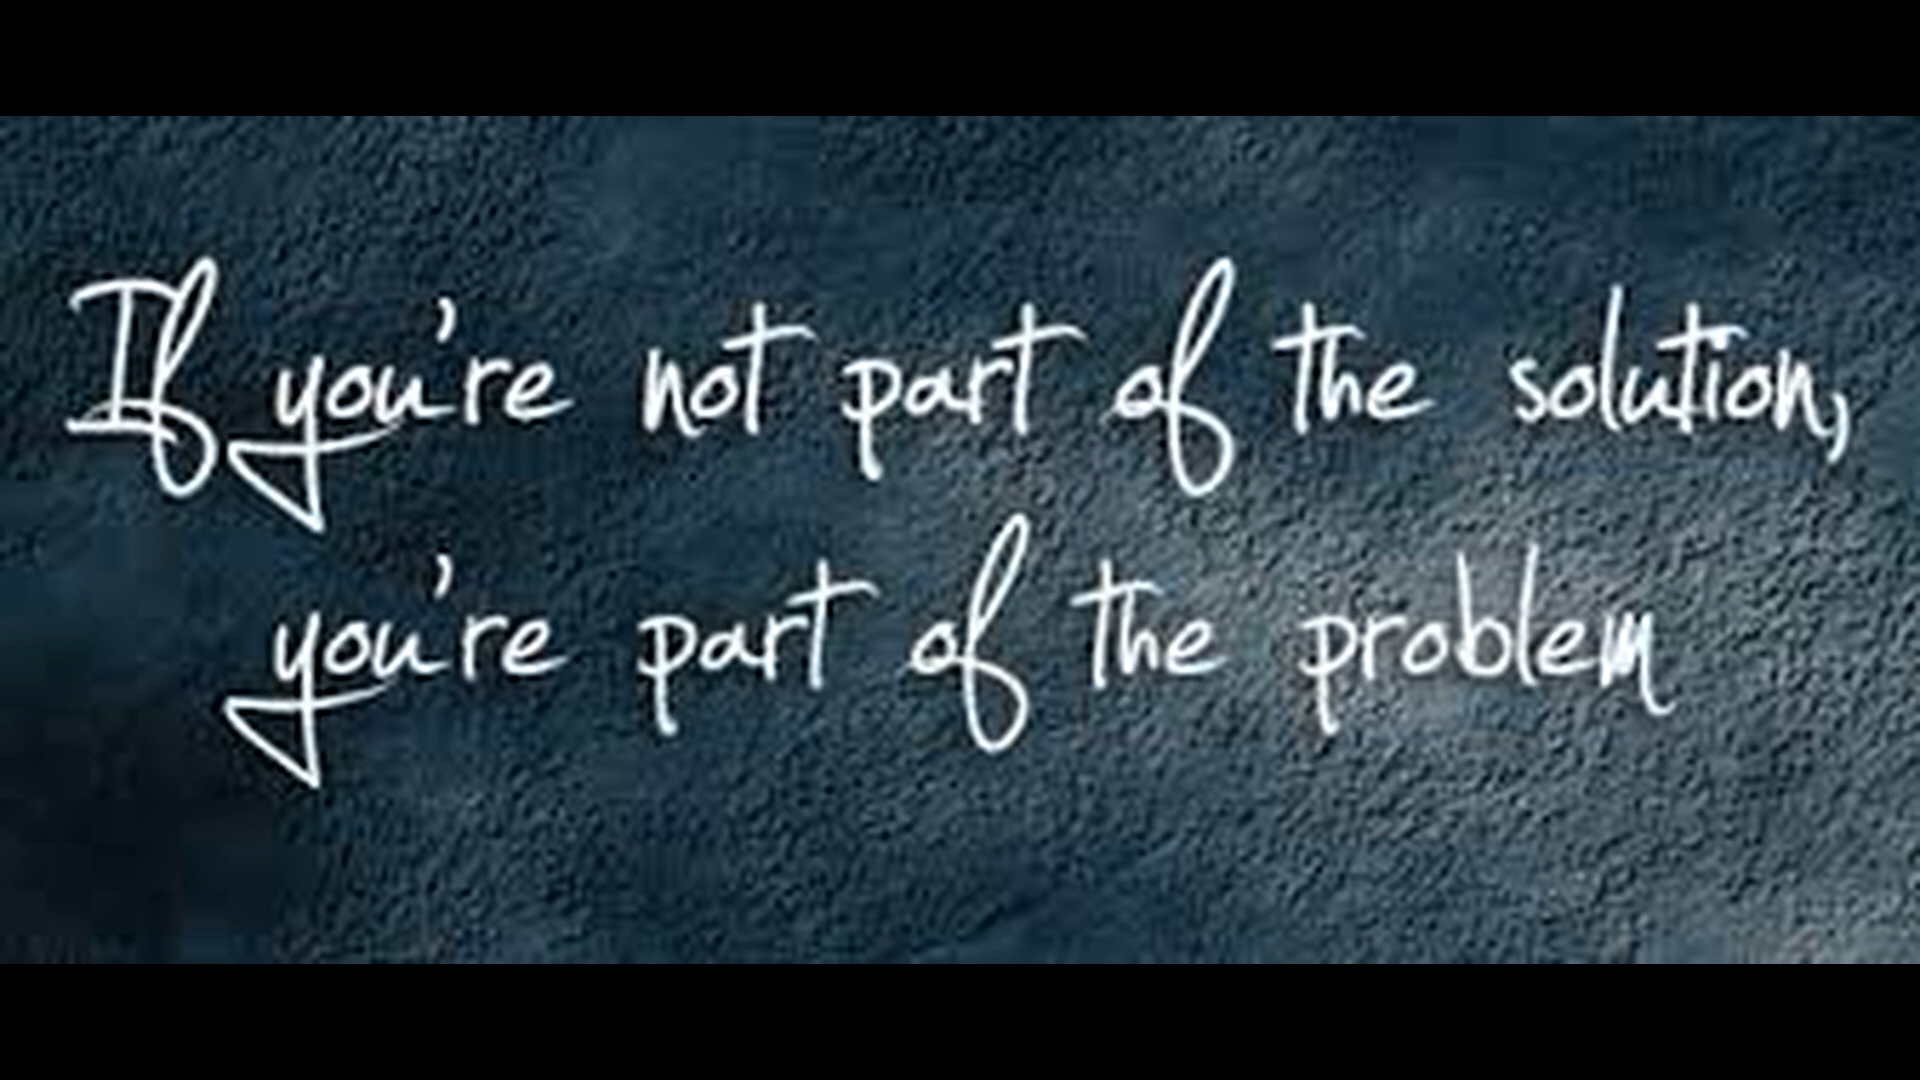 If you're not part of the solution,
you're part of the problem